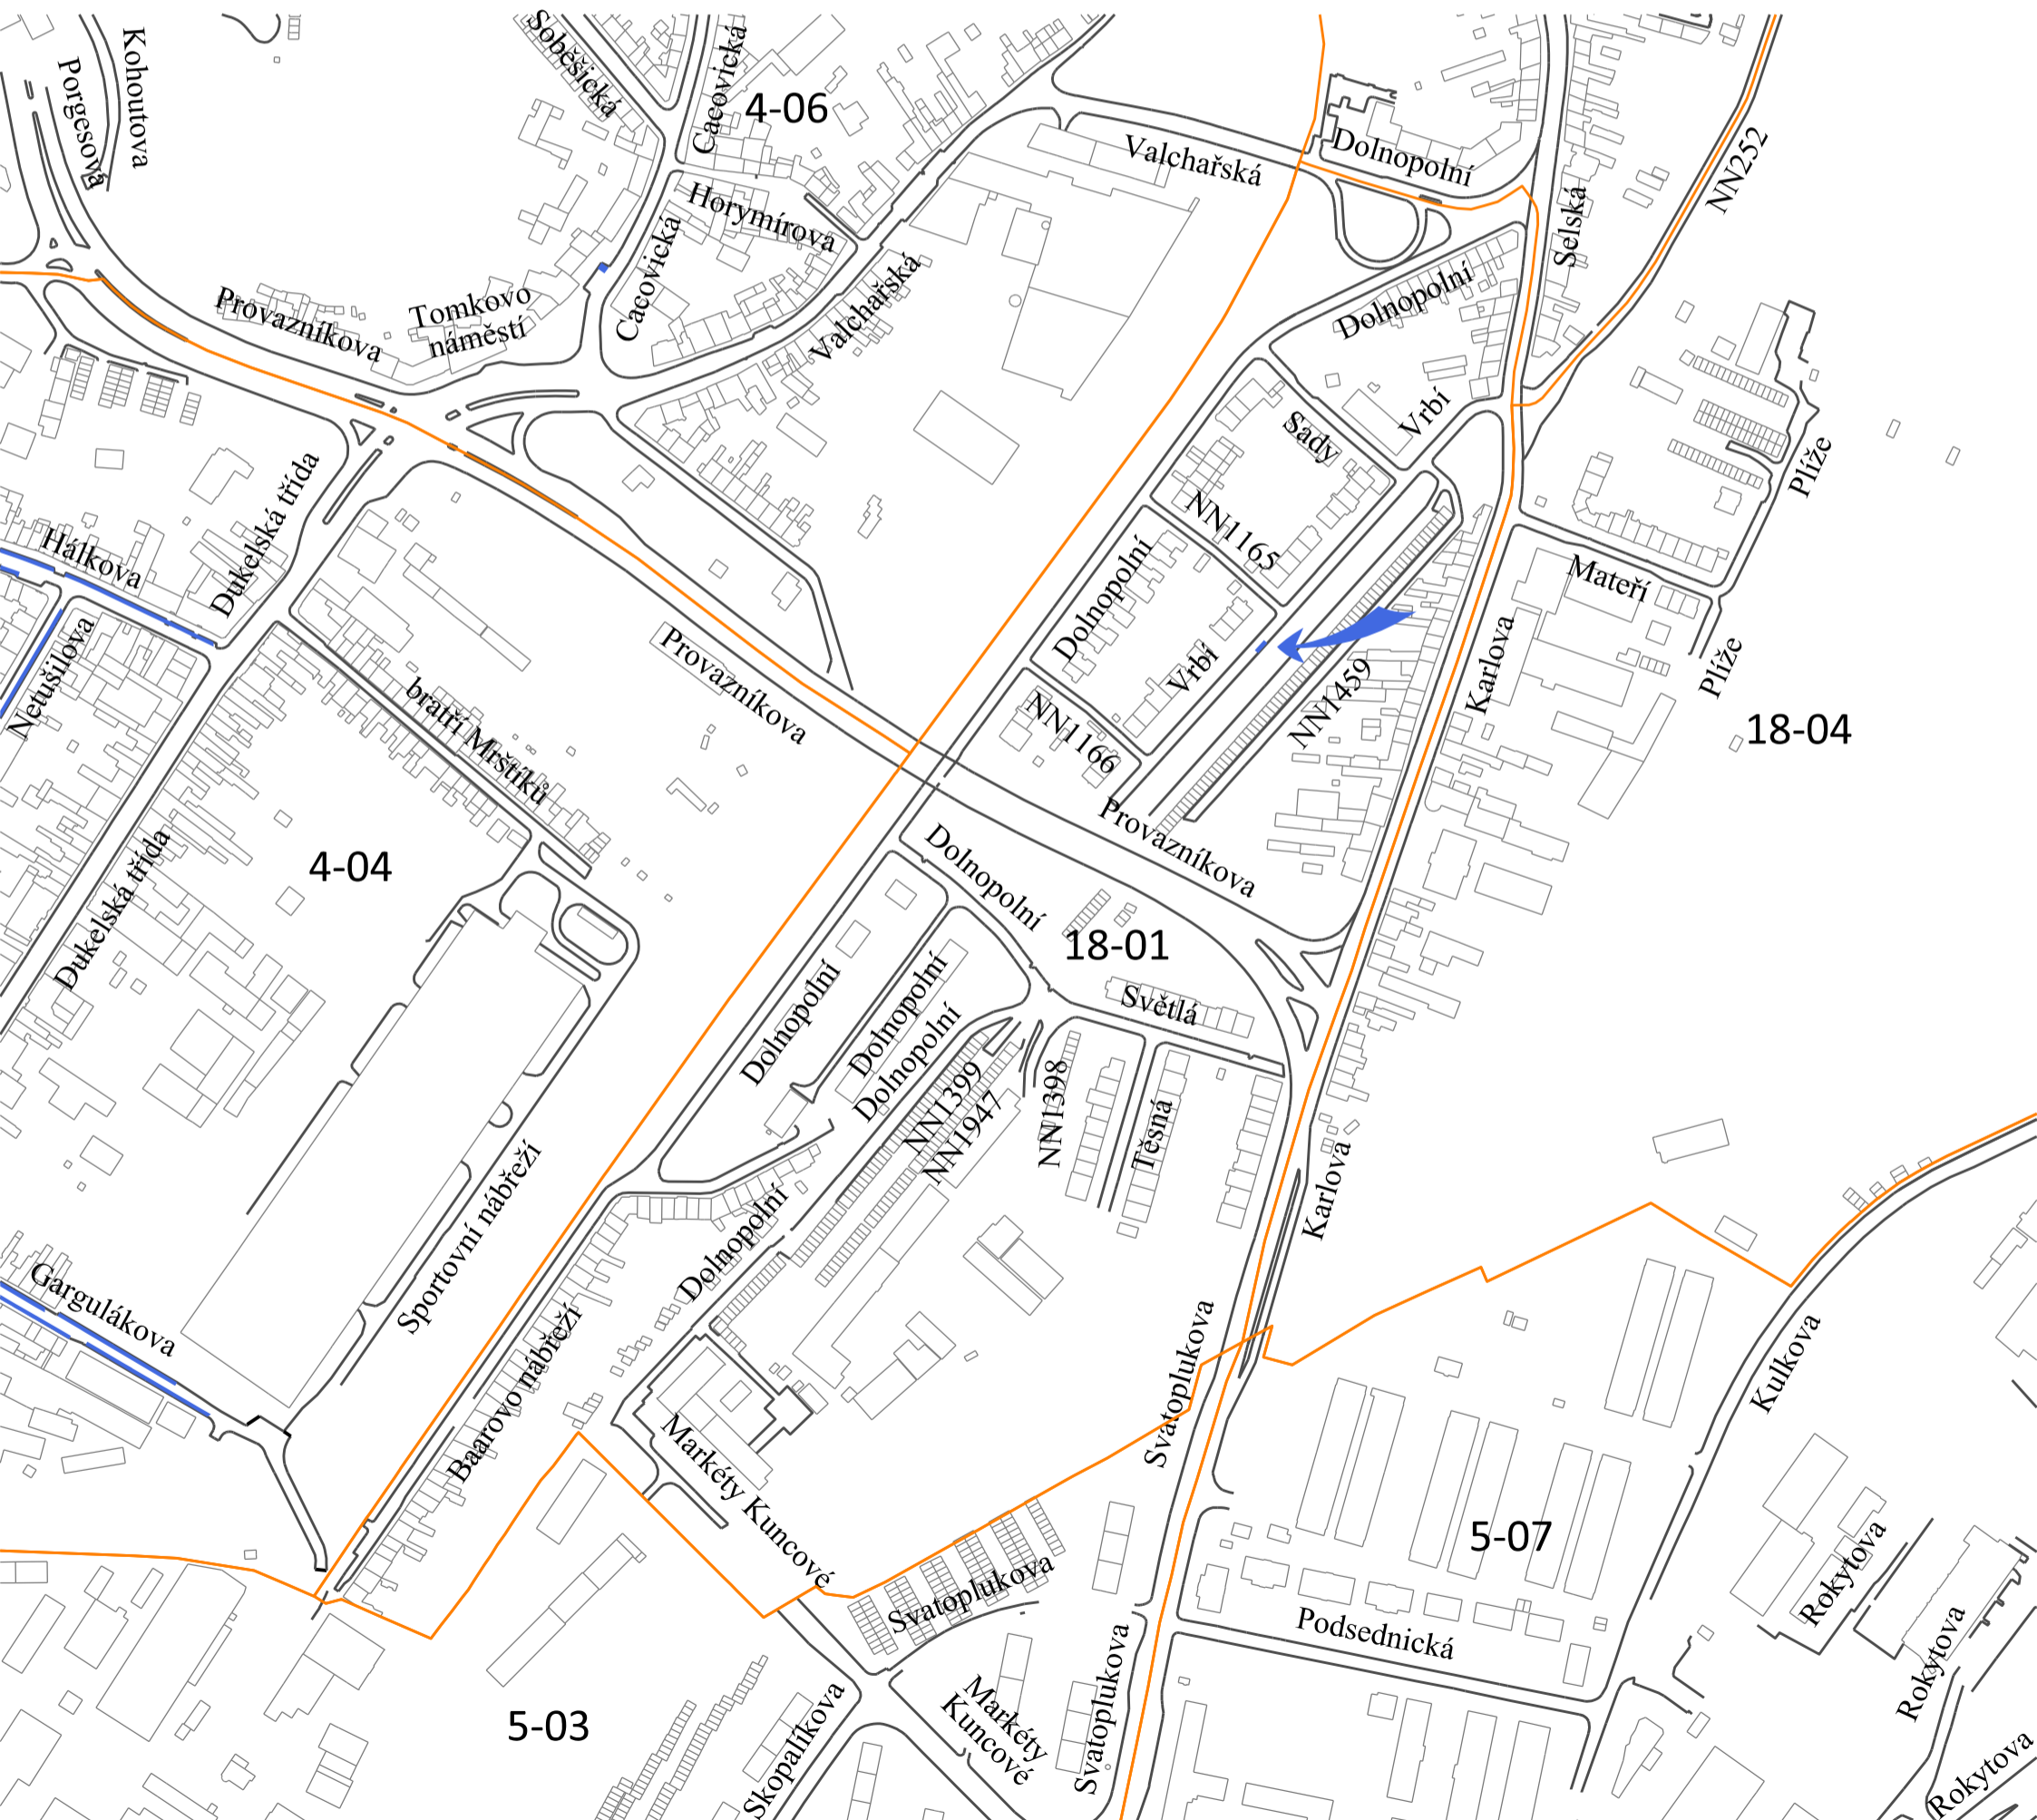 Kohoutova
Porgesova
Soběšická
Cacovická
4-06
Valchařská
Dolnopolní
NN252
Selská
Horymírova
Cacovická
Valchařská
Provazníkova
Tomkovo
náměstí
Dolnopolní
Vrbí
Sady
Plíže
Dukelská třída
Hálkova
NN1165
Mateří
Dolnopolní
Netušilova
Provazníkova
Vrbí
NN1459
Karlova
Plíže
18-04
bratří Mrštíků
NN1166
Provazníkova
4-04
Dolnopolní
Dukelská třída
18-01
Světlá
Dolnopolní
Dolnopolní
Dolnopolní
NN1399
NN1947
NN1398
Těsná
Karlova
Sportovní nábřeží
Dolnopolní
Gargulákova
Baarovo nábřeží
Svatoplukova
Kulkova
Markéty Kuncové
5-07
Svatoplukova
Podsednická
Rokytova
Rokytova
5-03
Skopalíkova
Markéty
Kuncové
Svatoplukova
Rokytova